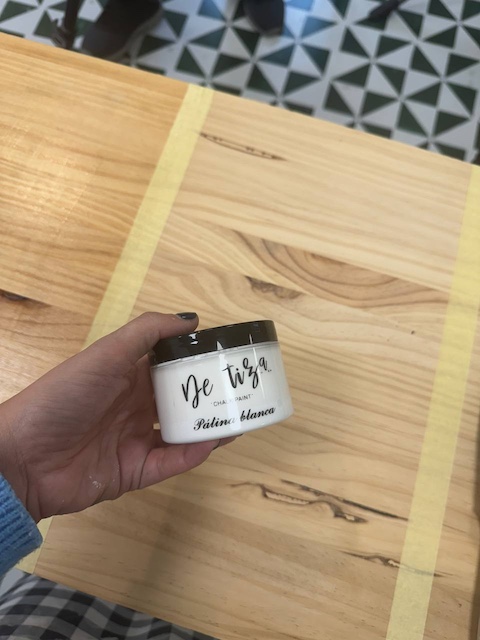 De tiza..
"CHALK PAINT"
Pátina blanca